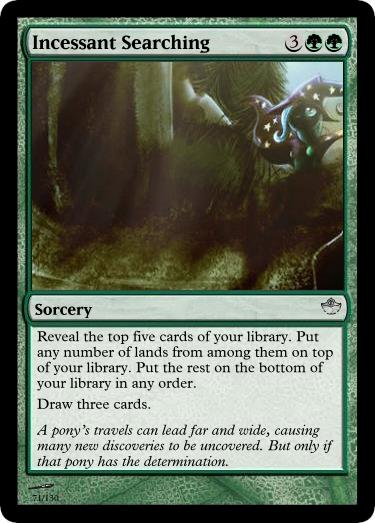 Incessant Searching 3
Sorcery
Reveal the top five cards of your library. Put
any number of lands from among them on top
of your library. Put the rest on the bottom of
your library in any order.
Draw three cards.
A pony's travels can lead far and wide, causing
many new discoveries to be uncovered. But only if
that pony has the determination.
71/130